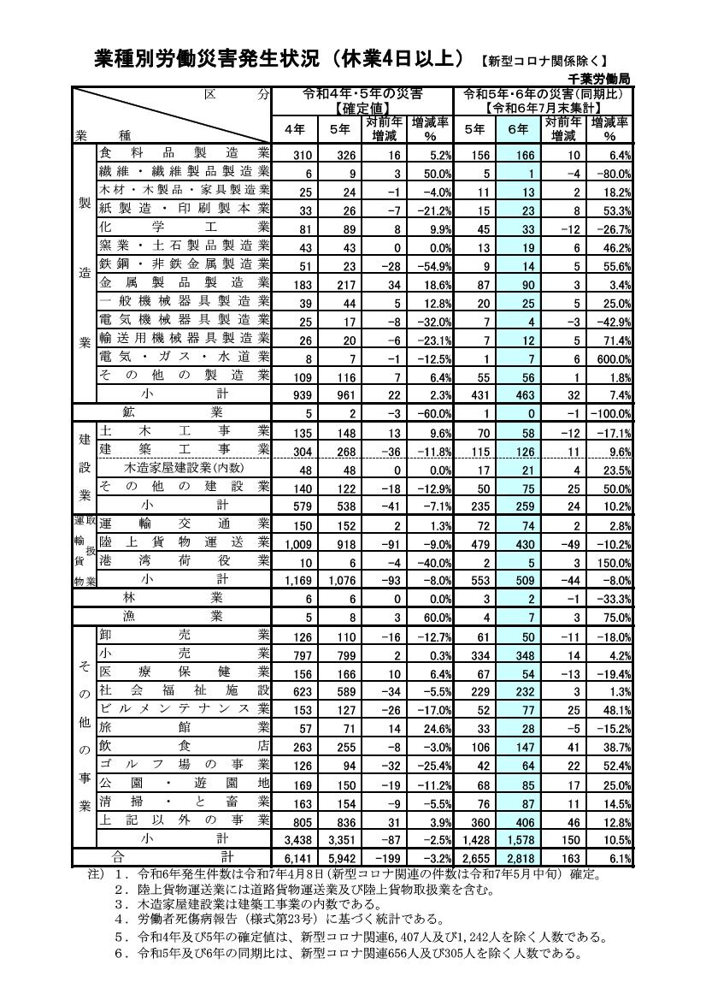 業種別労働災害発生状況（休業4日以上）【新型コロナ関係除く】
千葉労働局
区　分 令和4年・5年の災害 令和5年・6年の災害(同期比)
【確定値】 【令和6年7月末集計】
業　種 4年 5年 対前年増減 増減率% 5年 6年 対前年増減 増減率%
製造業
食料品製造業 310 326 16 5.2% 156 166 10 6.4%
繊維・繊維製品製造業 6 9 3 50.0% 5 1 −4 −80.0%
木材・木製品・家具製造業 25 24 −1 −4.0% 11 13 2 18.2%
紙製造・印刷製本業 33 26 −7 −21.2% 15 23 8 53.3%
化学工業 81 89 8 9.9% 45 33 −12 −26.7%
窯業・土石製品製造業 43 43 0 0.0% 13 19 6 46.2%
鉄鋼・非鉄金属製造業 51 23 −28 −54.9% 9 14 5 55.6%
金属製品製造業 183 217 34 18.6% 87 90 3 3.4%
一般機械器具製造業 39 44 5 12.8% 20 25 5 25.0%
電気機械器具製造業 25 17 −8 −32.0% 7 4 −3 −42.9%
輸送用機械器具製造業 26 20 −6 −23.1% 7 12 5 71.4%
電気・ガス・水道業 8 7 −1 −12.5% 1 7 6 600.0%
その他の製造業 109 116 7 6.4% 55 56 1 1.8%
小計 939 961 22 2.3% 431 463 32 7.4%
鉱業 5 2 −3 −60.0% 1 0 −1 −100.0%
建設業
土木工事業 135 148 13 9.6% 70 58 −12 −17.1%
建築工事業 304 268 −36 −11.8% 115 126 11 9.6%
木造家屋建設業(内数) 48 48 0 0.0% 17 21 4 23.5%
その他の建設業 140 122 −18 −12.9% 50 75 25 50.0%
小計 579 538 −41 −7.1% 235 259 24 10.2%
運輸貨物取扱業
運輸交通業 150 152 2 1.3% 72 74 2 2.8%
陸上貨物運送業 1,009 918 −91 −9.0% 479 430 −49 −10.2%
港湾荷役業 10 6 −4 −40.0% 2 5 3 150.0%
小計 1,169 1,076 −93 −8.0% 553 509 −44 −8.0%
林業 6 6 0 0.0% 3 2 −1 −33.3%
漁業 5 8 3 60.0% 4 7 3 75.0%
その他の事業
卸売業 126 110 −16 −12.7% 61 50 −11 −18.0%
小売業 797 799 2 0.3% 334 348 14 4.2%
医療保健業 156 166 10 6.4% 67 54 −13 −19.4%
社会福祉施設 623 589 −34 −5.5% 229 232 3 1.3%
ビルメンテナンス業 153 127 −26 −17.0% 52 77 25 48.1%
旅館業 57 71 14 24.6% 33 28 −5 −15.2%
飲食店 263 255 −8 −3.0% 106 147 41 38.7%
ゴルフ場の事業 126 94 −32 −25.4% 42 64 22 52.4%
公園・遊園地 169 150 −19 −11.2% 68 85 17 25.0%
清掃・と畜業 163 154 −9 −5.5% 76 87 11 14.5%
上記以外の事業 805 836 31 3.9% 360 406 46 12.8%
小計 3,438 3,351 −87 −2.5% 1,428 1,578 150 10.5%
合計 6,141 5,942 −199 −3.2% 2,655 2,818 163 6.1%
注）１．令和6年発生件数は令和7年4月8日(新型コロナ関連の件数は令和7年5月中旬）確定。
２．陸上貨物運送業には道路貨物運送業及び陸上貨物取扱業を含む。
３．木造家屋建設業は建築工事業の内数である。
４．労働者死傷病報告（様式第23号）に基づく統計である。
５．令和4年及び5年の確定値は、新型コロナ関連6,407人及び1,242人を除く人数である。
６．令和5年及び6年の同期比は、新型コロナ関連656人及び305人を除く人数である。